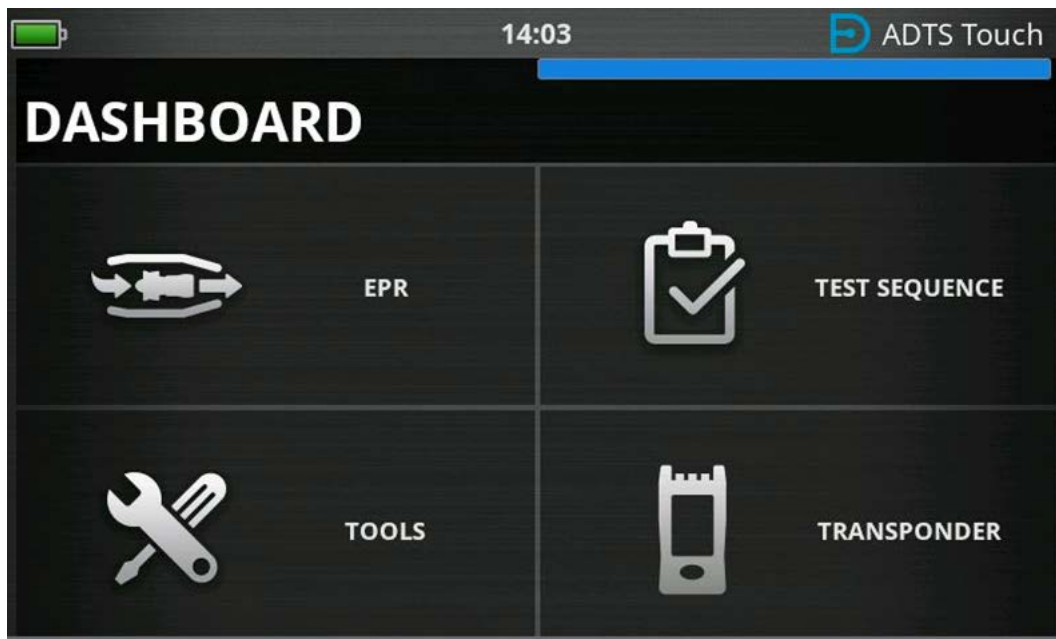 14:03
ADTS Touch
DASHBOARD
EPR
TEST SEQUENCE
TOOLS
TRANSPONDER